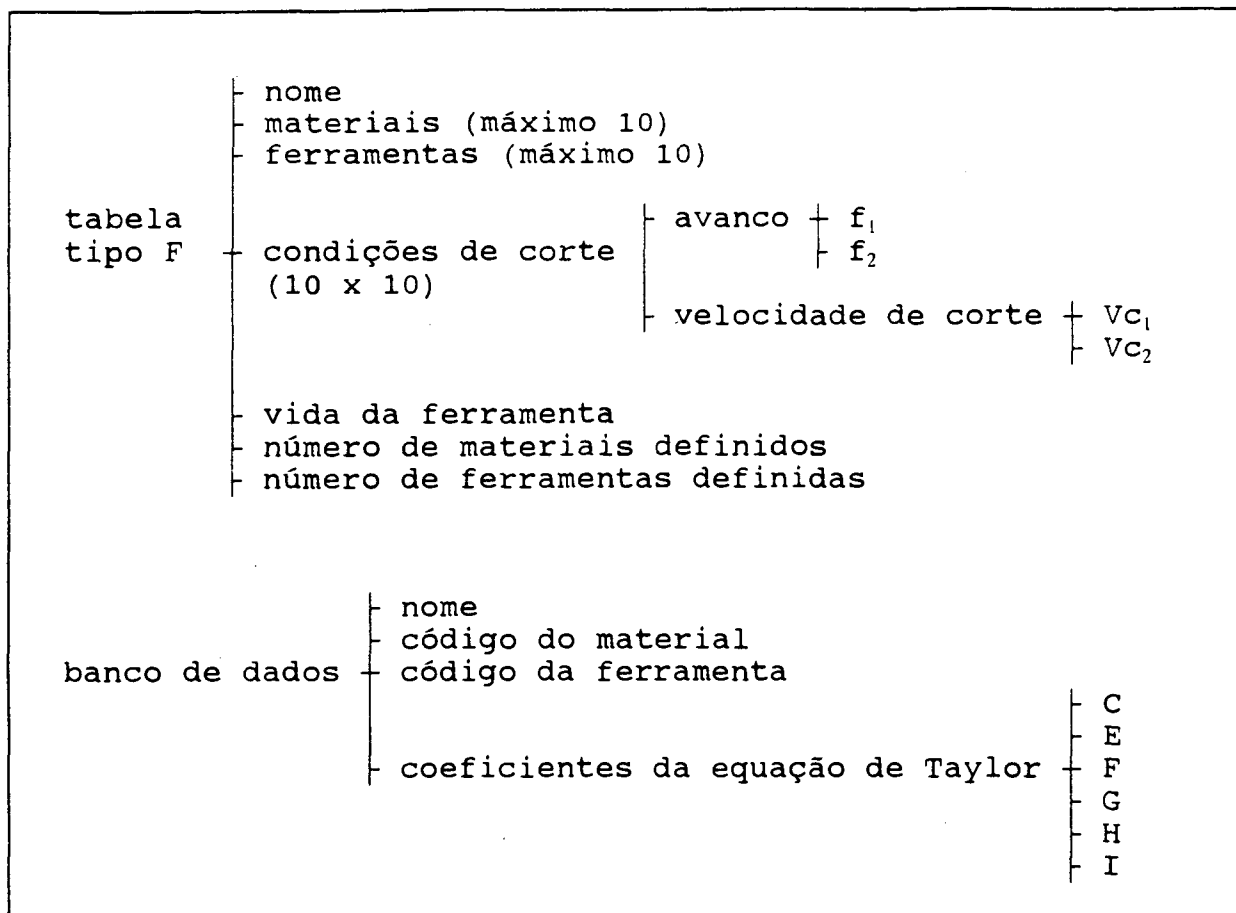 nome
materiais (máximo 10)
ferramentas (máximo 10)
tabela
tipo F
condições de corte
(10 x 10)
avanco
f₁
f₂
velocidade de corte
Vc₁
Vc₂
vida da ferramenta
número de materiais definidos
número de ferramentas definidas
nome
código do material
banco de dados
código da ferramenta
coeficientes da equação de Taylor
C
E
F
G
H
I